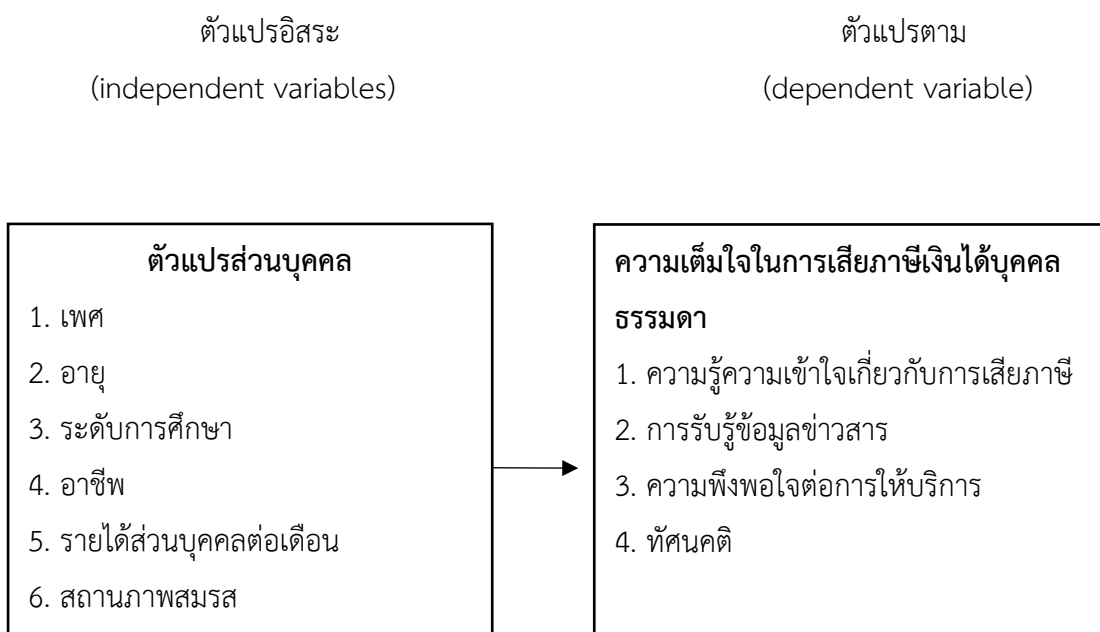 ตัวแปรอิสระ
(independent variables)
ตัวแปรตาม
(dependent variable)
ตัวแปรส่วนบุคคล
1. เพศ
2. อายุ
3. ระดับการศึกษา
4. อาชีพ
5. รายได้ส่วนบุคคลต่อเดือน
6. สถานภาพสมรส
ความเต็มใจในการเสียภาษีเงินได้บุคคล
ธรรมดา
1. ความรู้ความเข้าใจเกี่ยวกับการเสียภาษี
2. การรับรู้ข้อมูลข่าวสาร
3. ความพึงพอใจต่อการให้บริการ
4. ทัศนคติ